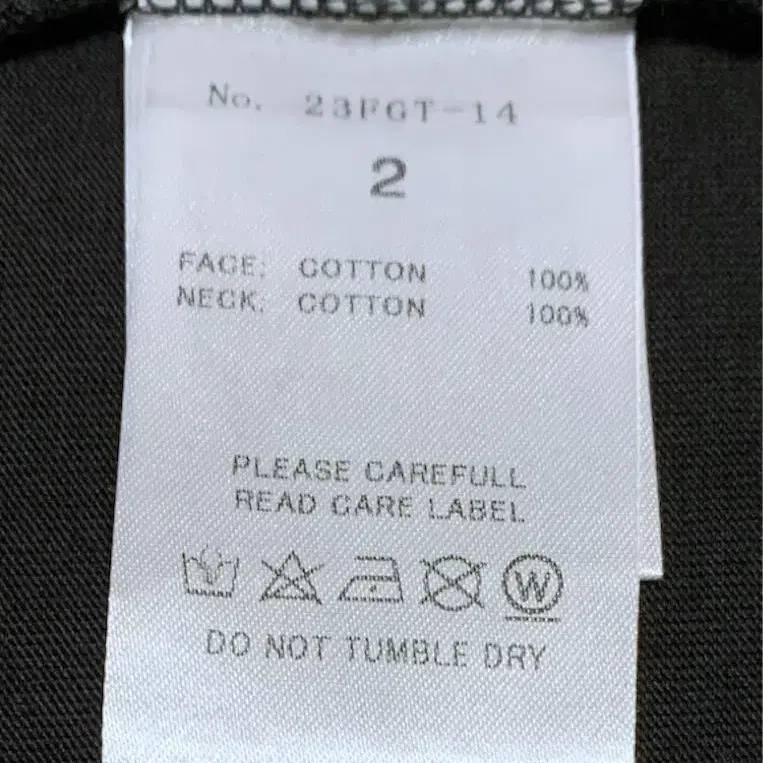 No. 23FGT-14
2
FACE: COTTON 100%
NECK: COTTON 100%
PLEASE CAREFULL
READ CARE LABEL
W
DO NOT TUMBLE DRY